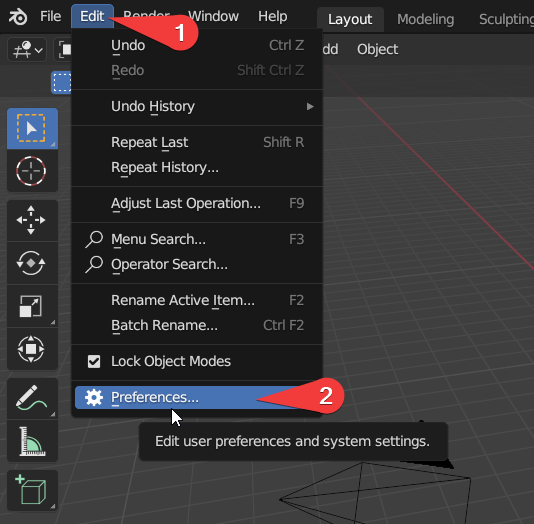 File Edit Render Window Help Layout Modeling Sculpting
1
Add Object
Undo Ctrl Z
Redo Shift Ctrl Z
Undo History
Repeat Last Shift R
Repeat History...
Adjust Last Operation... F9
Menu Search... F3
Operator Search...
Rename Active Item... F2
Batch Rename... Ctrl F2
Lock Object Modes
Preferences... 2
Edit user preferences and system settings.